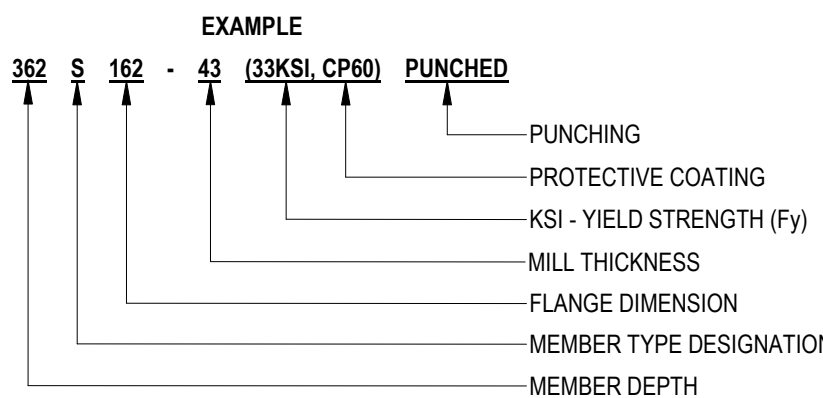 EXAMPLE
362 S 162 - 43 (33KSI, CP60) PUNCHED
PUNCHING
PROTECTIVE COATING
KSI - YIELD STRENGTH (Fy)
MILL THICKNESS
FLANGE DIMENSION
MEMBER TYPE DESIGNATION
MEMBER DEPTH